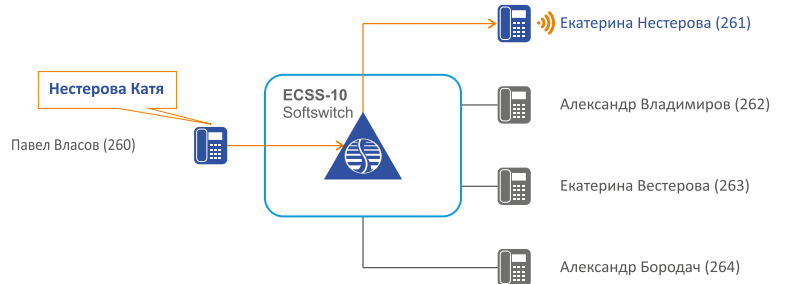 Екатерина Нестерова (261)
Нестерова Катя
ECSS-10
Softswitch
Александр Владимиров (262)
Павел Власов (260)
Екатерина Вестерова (263)
Александр Бородач (264)